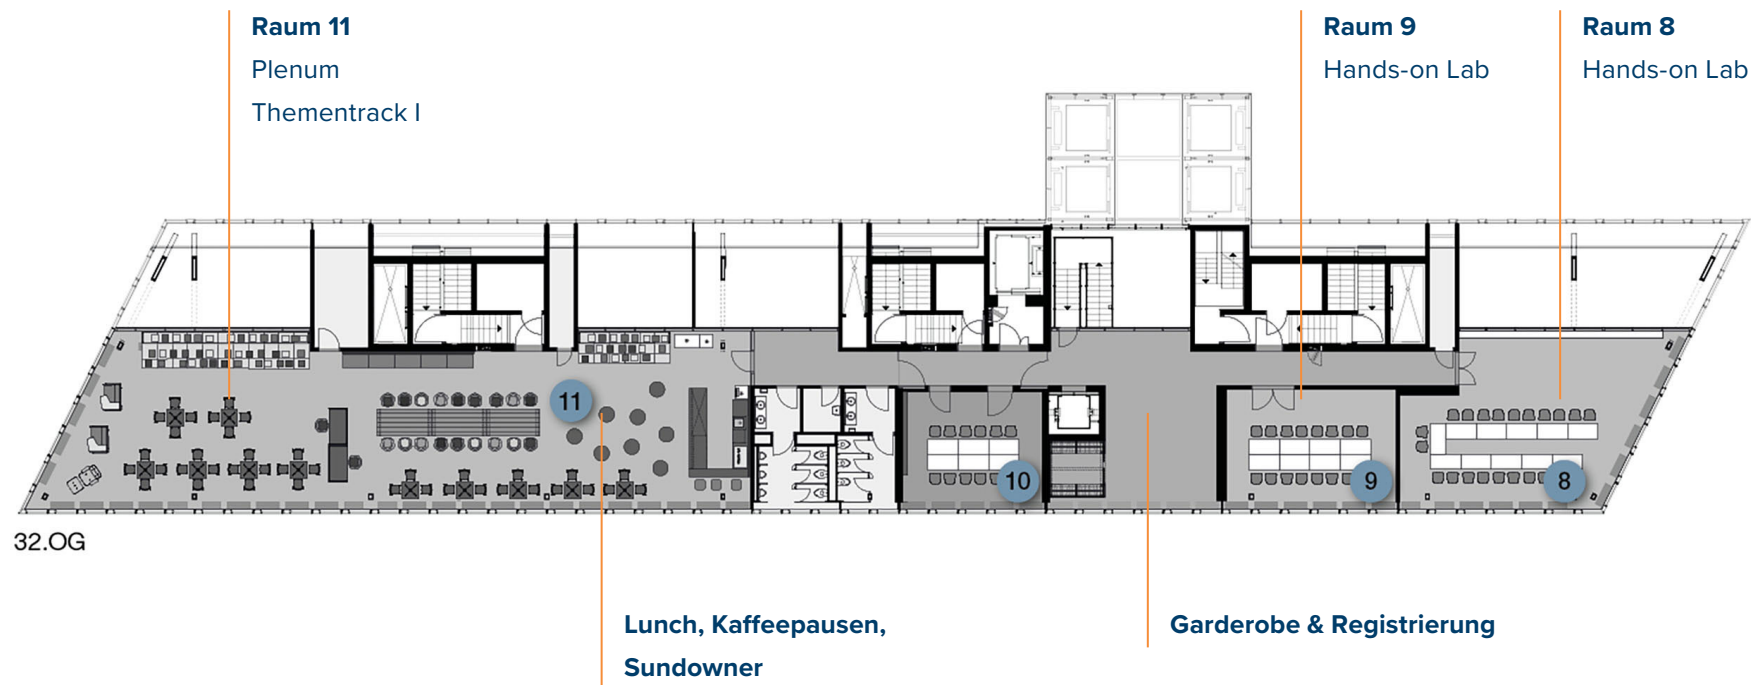 Raum 11
Plenum
Thementrack I
Raum 9
Hands-on Lab
Raum 8
Hands-on Lab
11
10
9
8
32.OG
Lunch, Kaffeepausen,
Sundowner
Garderobe & Registrierung